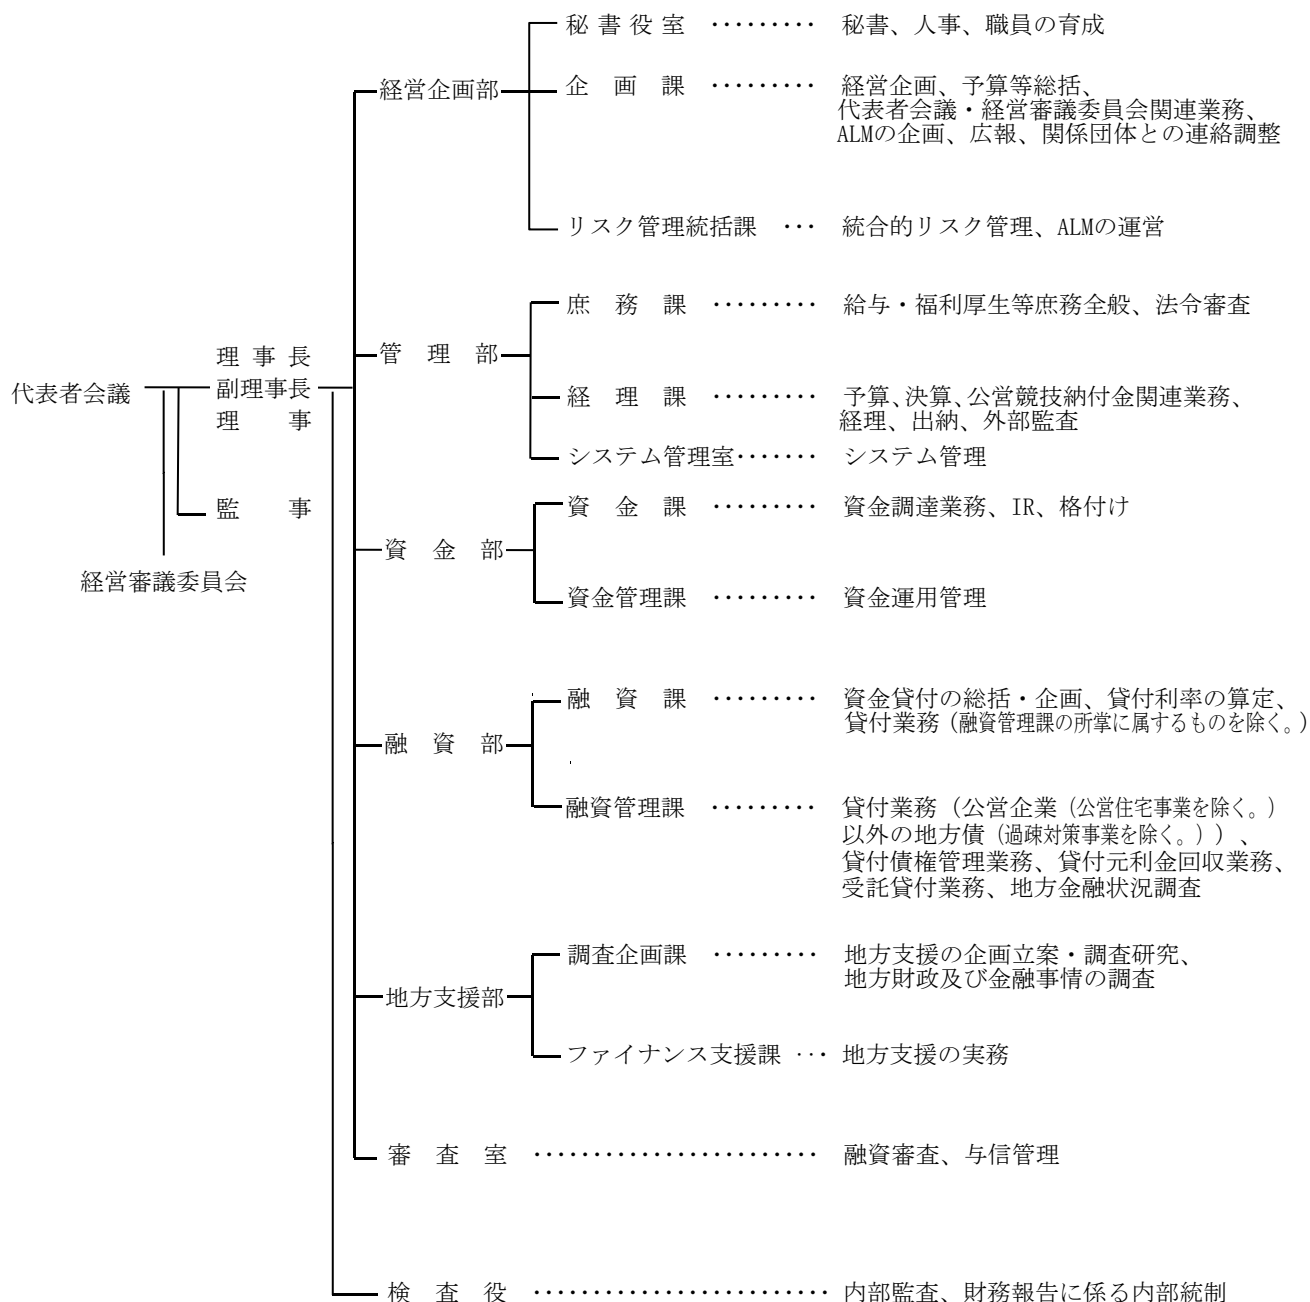 秘書役室 ········· 秘書、人事、職員の育成
経営企画部 企画課 ········· 経営企画、予算等総括、
代表者会議・経営審議委員会関連業務、
ALMの企画、広報、関係団体との連絡調整
リスク管理統括課 ··· 統合的リスク管理、ALMの運営
庶務課 ········· 給与・福利厚生等庶務全般、法令審査
理事長 管理部
代表者会議 副理事長
経理課 ········· 予算、決算、公営競技納付金関連業務、
理事 経理、出納、外部監査
システム管理室······· システム管理
監事 資金課 ········· 資金調達業務、IR、格付け
資金部
経営審議委員会
資金管理課 ········· 資金運用管理
融資課 ········· 資金貸付の総括・企画、貸付利率の算定、
貸付業務(融資管理課の所掌に属するものを除く。)
融資部
融資管理課 ········· 貸付業務(公営企業(公営住宅事業を除く。)
以外の地方債(過疎対策事業を除く。))、
貸付債権管理業務、貸付元利金回収業務、
受託貸付業務、地方金融状況調査
調査企画課 ········· 地方支援の企画立案・調査研究、
地方財政及び金融事情の調査
地方支援部
ファイナンス支援課 ··· 地方支援の実務
審査室 ························ 融資審査、与信管理
検査役 ························· 内部監査、財務報告に係る内部統制